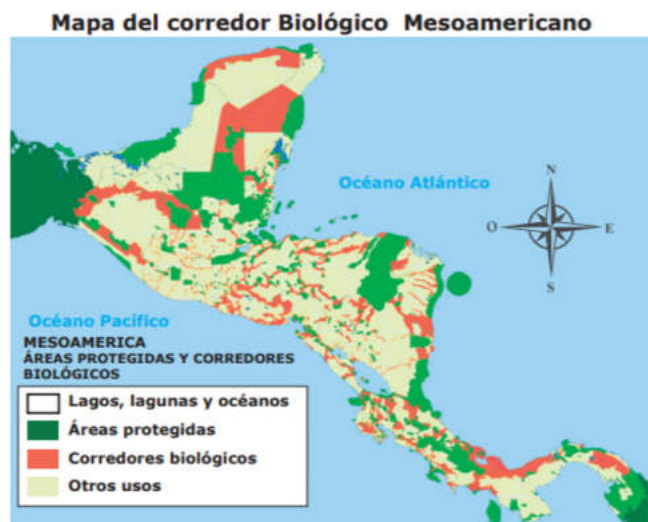 Mapa del corredor Biológico Mesoamericano
Océano Atlántico
N
O
E
S
Océano Pacífico
MESOAMERICA
ÁREAS PROTEGIDAS Y CORREDORES
BIOLÓGICOS
Lagos, lagunas y océanos
Áreas protegidas
Corredores biológicos
Otros usos